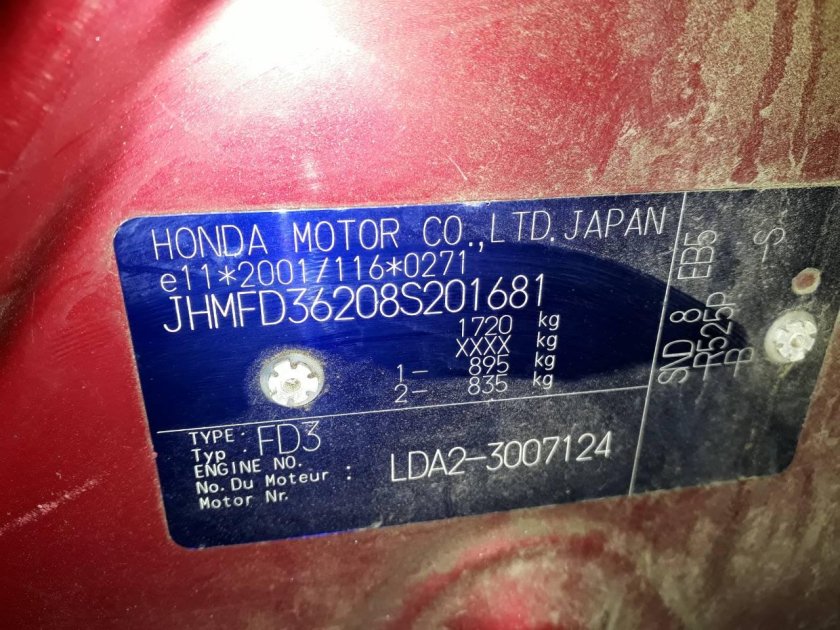 HONDA MOTOR CO.,LTD.JAPAN
e11*2001/116*0271
JHMFD36208S201681
1720 kg
XXXX kg
1- 895 kg
2- 835 kg
TYPE:
Typ : FD3
ENGINE NO.
No. Du Moteur : LDA2-3007124
Motor Nr.
SND 8 EB5
-R525P -S
B